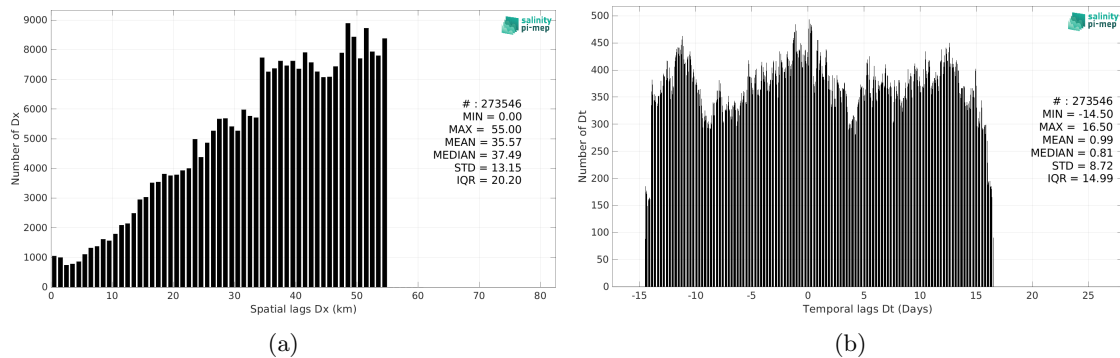 9000
8000
7000
6000
5000
4000
3000
2000
1000
0
Number of Dx
0 10 20 30 40 50 60 70 80
Spatial lags Dx (km)
salinity
pi-mep
# : 273546
MIN = 0.00
MAX = 55.00
MEAN = 35.57
MEDIAN = 37.49
STD = 13.15
IQR = 20.20
(a)
500
450
400
350
300
250
200
150
100
50
0
Number of Dt
-15 -10 -5 0 5 10 15 20 25
Temporal lags Dt (Days)
salinity
pi-mep
# : 273546
MIN = -14.50
MAX = 16.50
MEAN = 0.99
MEDIAN = 0.81
STD = 8.72
IQR = 14.99
(b)